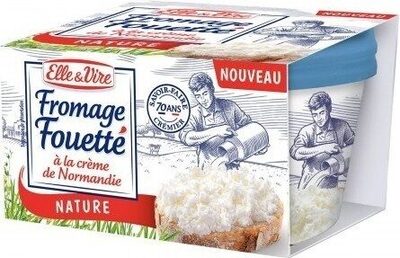 Elle&Vire
Fromage
Fouetté
à la crème
de Normandie
NATURE
NOUVEAU
SAVOIR-FAIRE
70 ANS
CRÉMIER